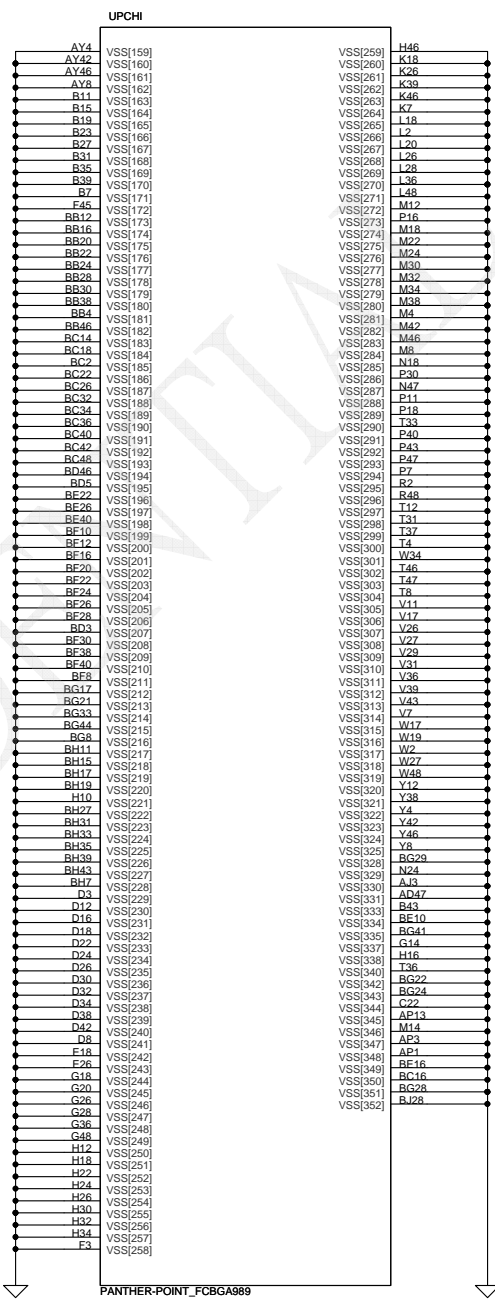 UPCHI
AY4 VSS[159] VSS[259] H46
AY42 VSS[160] VSS[260] K18
AY46 VSS[161] VSS[261] K26
AY8 VSS[162] VSS[262] K39
B11 VSS[163] VSS[263] K46
B15 VSS[164] VSS[264] K7
B19 VSS[165] VSS[265] L18
B23 VSS[166] VSS[266] L2
B27 VSS[167] VSS[267] L20
B31 VSS[168] VSS[268] L26
B35 VSS[169] VSS[269] L28
B39 VSS[170] VSS[270] L36
B7 VSS[171] VSS[271] L48
F45 VSS[172] VSS[272] M12
BB12 VSS[173] VSS[273] P16
BB16 VSS[174] VSS[274] M18
BB20 VSS[175] VSS[275] M22
BB22 VSS[176] VSS[276] M24
BB24 VSS[177] VSS[277] M30
BB28 VSS[178] VSS[278] M32
BB30 VSS[179] VSS[279] M34
BB38 VSS[180] VSS[280] M38
BB4 VSS[181] VSS[281] M4
BB46 VSS[182] VSS[282] M42
BC14 VSS[183] VSS[283] M46
BC18 VSS[184] VSS[284] M8
BC2 VSS[185] VSS[285] N18
BC22 VSS[186] VSS[286] P30
BC26 VSS[187] VSS[287] N47
BC32 VSS[188] VSS[288] P11
BC34 VSS[189] VSS[289] P18
BC36 VSS[190] VSS[290] T33
BC40 VSS[191] VSS[291] P40
BC42 VSS[192] VSS[292] P43
BC48 VSS[193] VSS[293] P47
BD46 VSS[194] VSS[294] P7
BD5 VSS[195] VSS[295] R2
BE22 VSS[196] VSS[296] R48
BE26 VSS[197] VSS[297] T12
BE40 VSS[198] VSS[298] T31
BF10 VSS[199] VSS[299] T37
BF12 VSS[200] VSS[300] T4
BF16 VSS[201] VSS[301] W34
BF20 VSS[202] VSS[302] T46
BF22 VSS[203] VSS[303] T47
BF24 VSS[204] VSS[304] T8
BF26 VSS[205] VSS[305] V11
BF28 VSS[206] VSS[306] V17
BD3 VSS[207] VSS[307] V26
BF30 VSS[208] VSS[308] V27
BF38 VSS[209] VSS[309] V29
BF40 VSS[210] VSS[310] V31
BF8 VSS[211] VSS[311] V36
BG17 VSS[212] VSS[312] V39
BG21 VSS[213] VSS[313] V43
BG33 VSS[214] VSS[314] V7
BG44 VSS[215] VSS[315] W17
BG8 VSS[216] VSS[316] W19
BH11 VSS[217] VSS[317] W2
BH15 VSS[218] VSS[318] W27
BH17 VSS[219] VSS[319] W48
BH19 VSS[220] VSS[320] Y12
H10 VSS[221] VSS[321] Y38
BH27 VSS[222] VSS[322] Y4
BH31 VSS[223] VSS[323] Y42
BH33 VSS[224] VSS[324] Y46
BH35 VSS[225] VSS[325] Y8
BH39 VSS[226] VSS[328] BG29
BH43 VSS[227] VSS[329] N24
BH7 VSS[228] VSS[330] AJ3
D3 VSS[229] VSS[331] AD47
D12 VSS[230] VSS[333] B43
D16 VSS[231] VSS[334] BE10
D18 VSS[232] VSS[335] BG41
D22 VSS[233] VSS[337] G14
D24 VSS[234] VSS[338] H16
D26 VSS[235] VSS[340] T36
D30 VSS[236] VSS[342] BG22
D32 VSS[237] VSS[343] BG24
D34 VSS[238] VSS[344] C22
D38 VSS[239] VSS[345] AP13
D42 VSS[240] VSS[346] M14
D8 VSS[241] VSS[347] AP3
E18 VSS[242] VSS[348] AP1
E26 VSS[243] VSS[349] BE16
G18 VSS[244] VSS[350] BC16
G20 VSS[245] VSS[351] BG28
G26 VSS[246] VSS[352] BJ28
G28 VSS[247]
G36 VSS[248]
G48 VSS[249]
H12 VSS[250]
H18 VSS[251]
H22 VSS[252]
H24 VSS[253]
H26 VSS[254]
H30 VSS[255]
H32 VSS[256]
H34 VSS[257]
F3 VSS[258]
PANTHER-POINT_FCBGA989